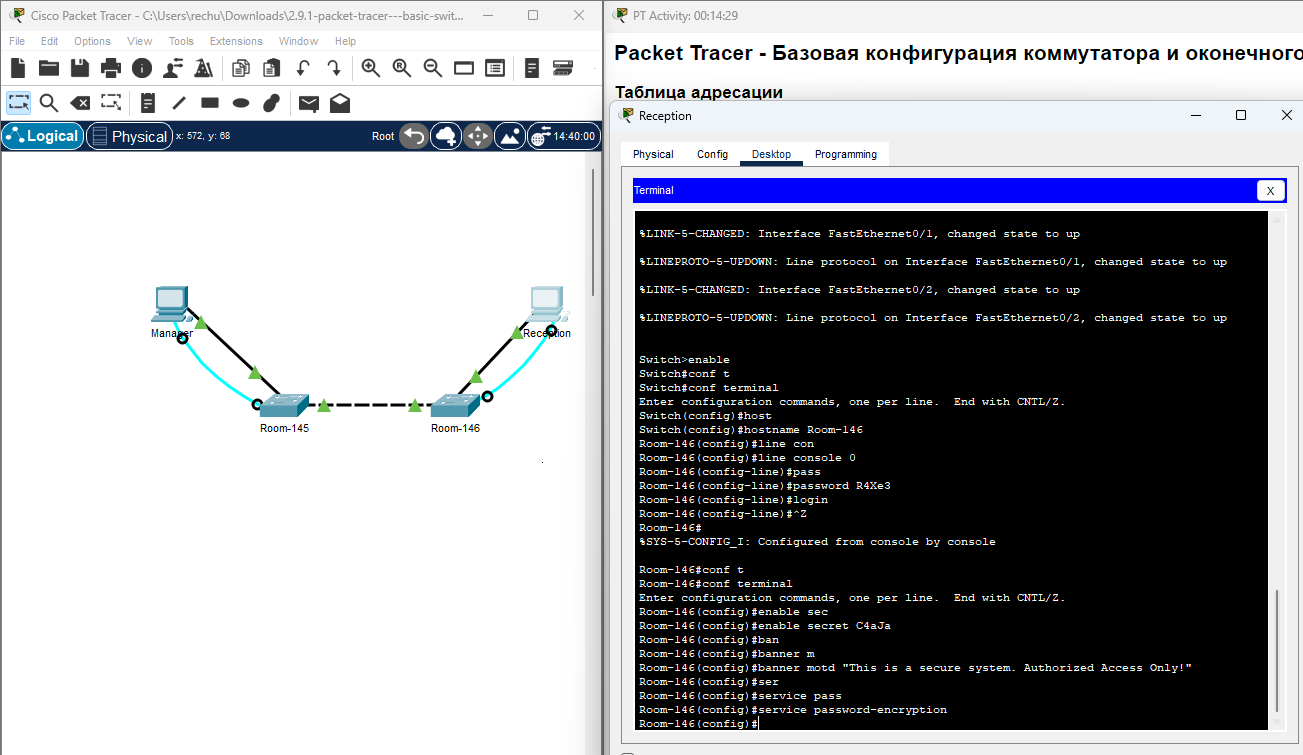 Cisco Packet Tracer - C:\Users\rechu\Downloads\2.9.1-packet-tracer---basic-swit...
File Edit Options View Tools Extensions Window Help
Logical Physical x: 572, y: 68 Root 14:40:00
Manager
Reception
Room-145
Room-146
PT Activity: 00:14:29
Packet Tracer - Базовая конфигурация коммутатора и оконечного
Таблица адресации
Reception
Physical Config Desktop Programming
Terminal X
%LINK-5-CHANGED: Interface FastEthernet0/1, changed state to up
%LINEPROTO-5-UPDOWN: Line protocol on Interface FastEthernet0/1, changed state to up
%LINK-5-CHANGED: Interface FastEthernet0/2, changed state to up
%LINEPROTO-5-UPDOWN: Line protocol on Interface FastEthernet0/2, changed state to up
Switch>enable
Switch#conf t
Switch#conf terminal
Enter configuration commands, one per line.  End with CNTL/Z.
Switch(config)#host
Switch(config)#hostname Room-146
Room-146(config)#line con
Room-146(config)#line console 0
Room-146(config-line)#pass
Room-146(config-line)#password R4Xe3
Room-146(config-line)#login
Room-146(config-line)#^Z
Room-146#
%SYS-5-CONFIG_I: Configured from console by console
Room-146#conf t
Room-146#conf terminal
Enter configuration commands, one per line.  End with CNTL/Z.
Room-146(config)#enable sec
Room-146(config)#enable secret C4aJa
Room-146(config)#ban
Room-146(config)#banner m
Room-146(config)#banner motd "This is a secure system. Authorized Access Only!"
Room-146(config)#ser
Room-146(config)#service pass
Room-146(config)#service password-encryption
Room-146(config)#